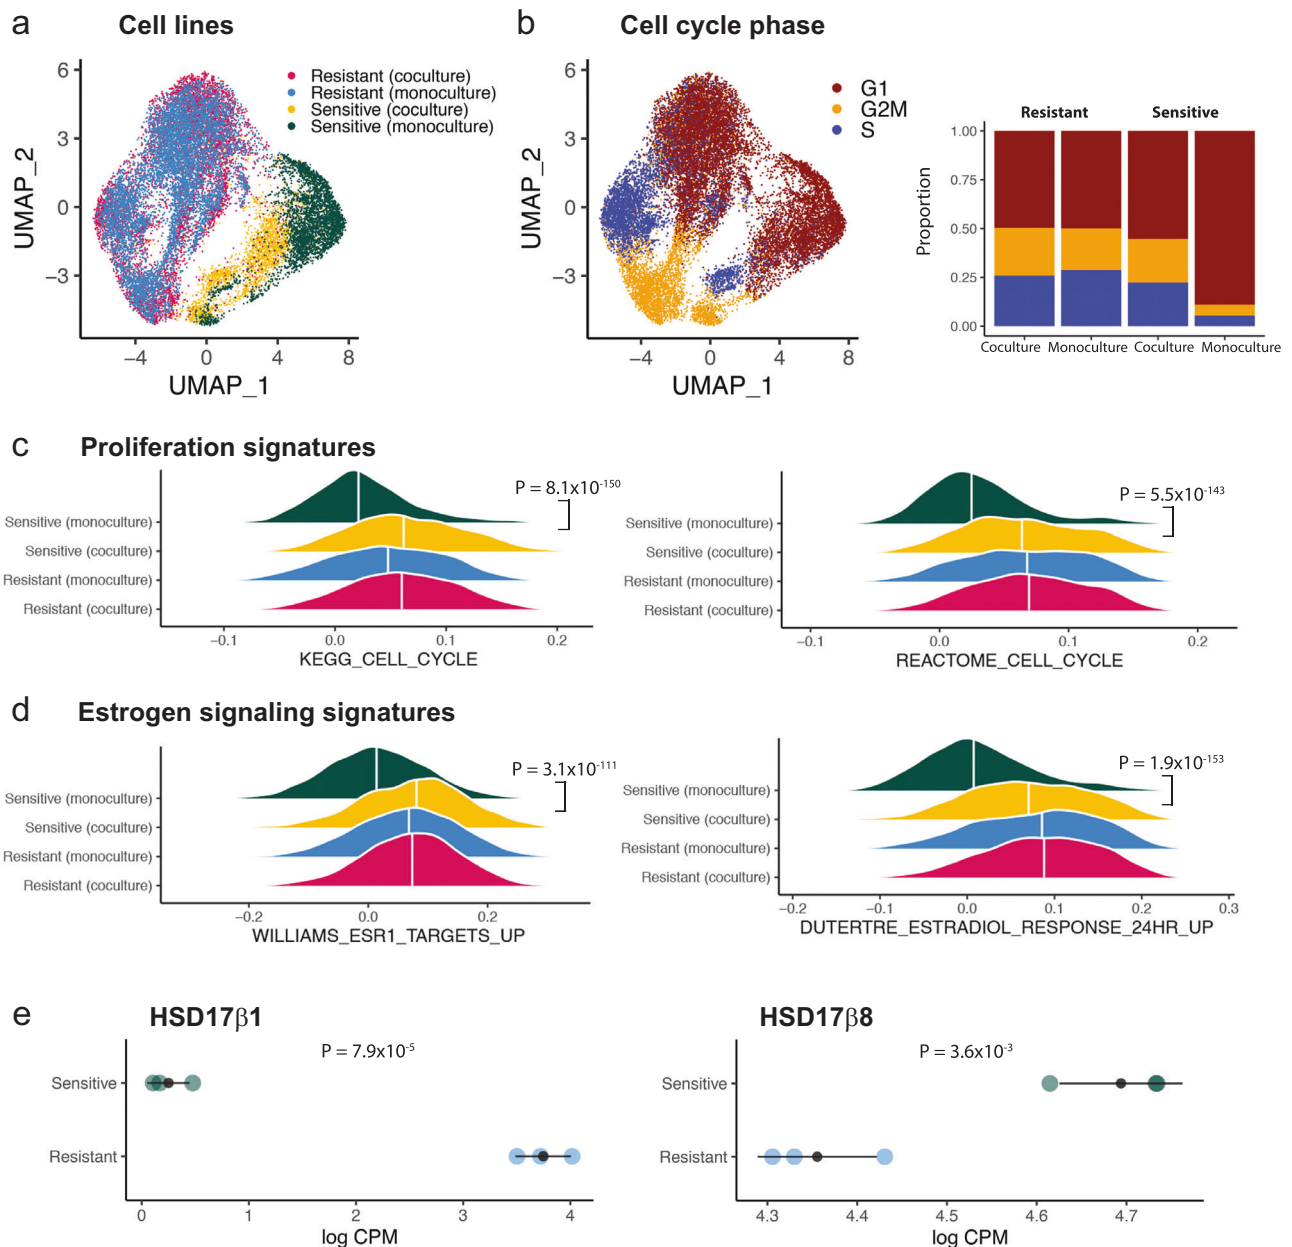 a Cell lines
6
3
0
−3
UMAP_2
−4 0 4 8
UMAP_1
Resistant (coculture)
Resistant (monoculture)
Sensitive (coculture)
Sensitive (monoculture)
b Cell cycle phase
6
3
0
−3
UMAP_2
−4 0 4 8
UMAP_1
G1
G2M
S
Resistant Sensitive
1.00
0.75
0.50
0.25
0.00
Proportion
Coculture Monoculture Coculture Monoculture
c Proliferation signatures
P = 8.1x10-150
Sensitive (monoculture)
Sensitive (coculture)
Resistant (monoculture)
Resistant (coculture)
−0.1 0.0 0.1 0.2
KEGG_CELL_CYCLE
P = 5.5x10-143
Sensitive (monoculture)
Sensitive (coculture)
Resistant (monoculture)
Resistant (coculture)
−0.1 0.0 0.1 0.2
REACTOME_CELL_CYCLE
d Estrogen signaling signatures
P = 3.1x10-111
Sensitive (monoculture)
Sensitive (coculture)
Resistant (monoculture)
Resistant (coculture)
−0.2 0.0 0.2
WILLIAMS_ESR1_TARGETS_UP
P = 1.9x10-153
Sensitive (monoculture)
Sensitive (coculture)
Resistant (monoculture)
Resistant (coculture)
−0.2 −0.1 0.0 0.1 0.2 0.3
DUTERTRE_ESTRADIOL_RESPONSE_24HR_UP
e HSD17β1
P = 7.9x10-5
Sensitive
Resistant
0 1 2 3 4
log CPM
HSD17β8
P = 3.6x10-3
Sensitive
Resistant
4.3 4.4 4.5 4.6 4.7
log CPM